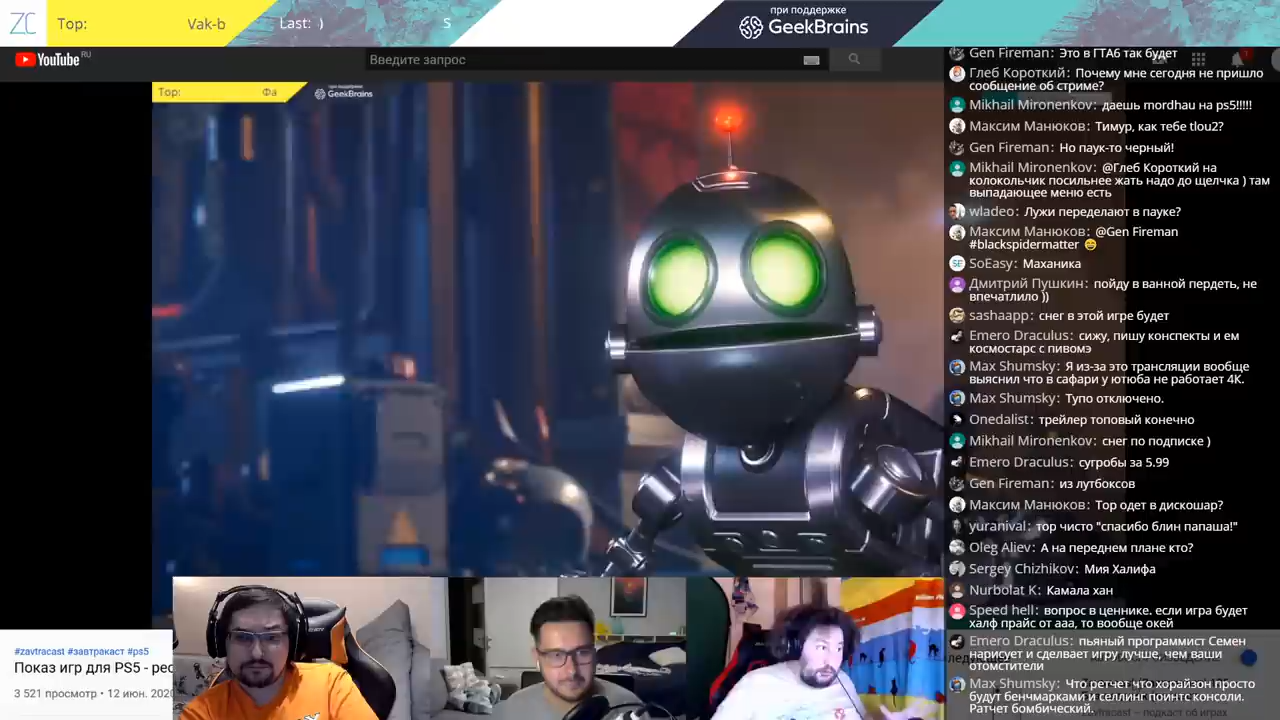 ZC
Top:
Vak-b
Last: )
S
при поддержке
GeekBrains
YouTube RU
Введите запрос
Top:
Фа
GeekBrains
Gen Fireman: Это в ГТА6 так будет
Глеб Короткий: Почему мне сегодня не пришло
сообщение об стриме?
Mikhail Mironenkov: даешь mordhau на ps5!!!!!
Максим Манюков: Тимур, как тебе tlou2?
Gen Fireman: Но паук-то черный!
Mikhail Mironenkov: @Глеб Короткий на
колокольчик посильнее жать надо до щелчка ) там
выпадающее меню есть
wladeo: Лужи переделают в пауке?
Максим Манюков: @Gen Fireman
#blackspidermatter 😄
SoEasy: Маханика
Дмитрий Пушкин: пойду в ванной пердеть, не
впечатлило ))
sashaapp: снег в этой игре будет
Emero Draculus: сижу, пишу конспекты и ем
космостарс с пивомэ
Max Shumsky: Я из-за это трансляции вообще
выяснил что в сафари у ютюба не работает 4К.
Max Shumsky: Тупо отключено.
Onedalist: трейлер топовый конечно
Mikhail Mironenkov: снег по подписке )
Emero Draculus: сугробы за 5.99
Gen Fireman: из лутбоксов
Максим Манюков: Тор одет в дискошар?
yuranival: тор чисто "спасибо блин папаша!"
Oleg Aliev: А на переднем плане кто?
Sergey Chizhikov: Мия Халифа
Nurbolat K: Камала хан
Speed hell: вопрос в ценнике. если игра будет
халф прайс от ааа, то вообще окей
Emero Draculus: пьяный программист Семен
нарисует и сделает игру лучше, чем ваши
отомстители
Max Shumsky: Что ретчет что хорайзон просто
будут бенчмарками и селлинг поинтс консоли.
Ратчет бомбический.
#zavtracast #завтракаст #ps5
Показ игр для PS5 - рес
3 521 просмотр • 12 июн. 2020
zavtracast – подкаст об играх